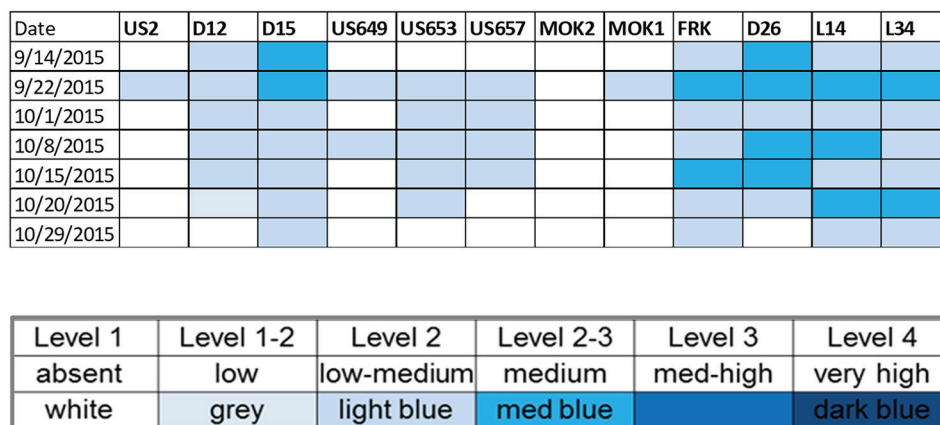 Date US2 D12 D15 US649 US653 US657 MOK2 MOK1 FRK D26 L14 L34
9/14/2015
9/22/2015
10/1/2015
10/8/2015
10/15/2015
10/20/2015
10/29/2015
Level 1 Level 1-2 Level 2 Level 2-3 Level 3 Level 4
absent low low-medium medium med-high very high
white grey light blue med blue dark blue